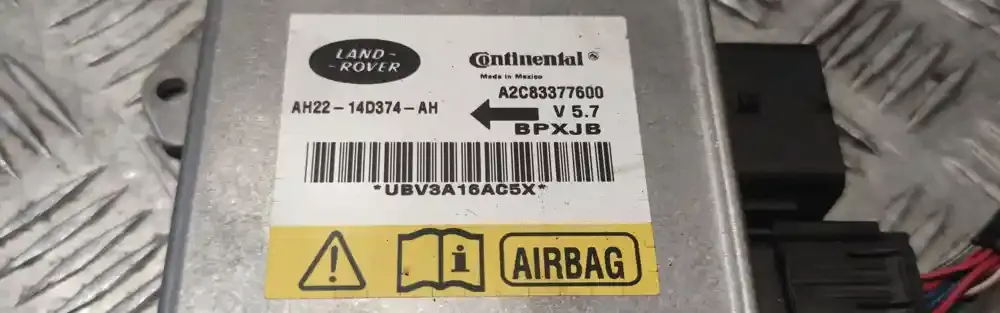 LAND-
-ROVER
Continental
Made in Mexico
A2C83377600
AH22-14D374-AH
V 5.7
BPXJB
*UBV3A16AC5X*
AIRBAG